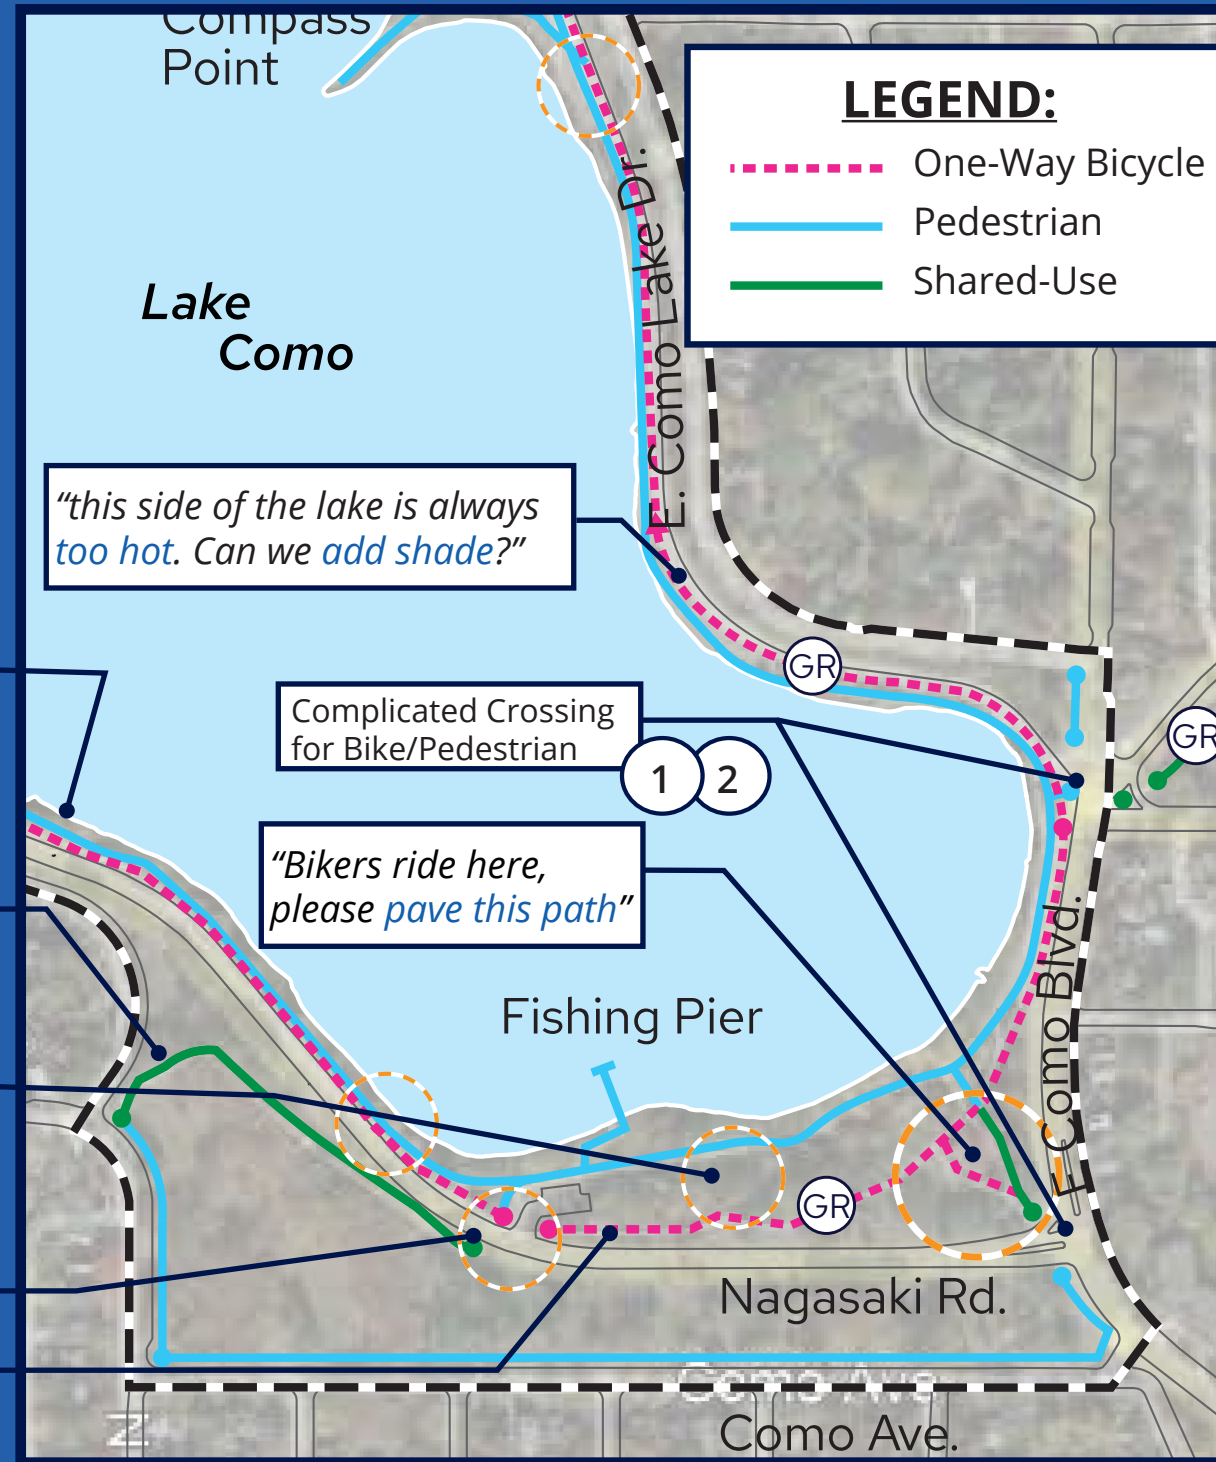 Compass
Point
LEGEND:
One-Way Bicycle
Pedestrian
Shared-Use
E. Como Lake Dr.
Lake
Como
“this side of the lake is always
too hot. Can we add shade?”
GR
GR
Complicated Crossing
for Bike/Pedestrian
1 2
“Bikers ride here,
please pave this path”
Fishing Pier
E Como Blvd.
GR
Nagasaki Rd.
Como Ave
Como Ave.